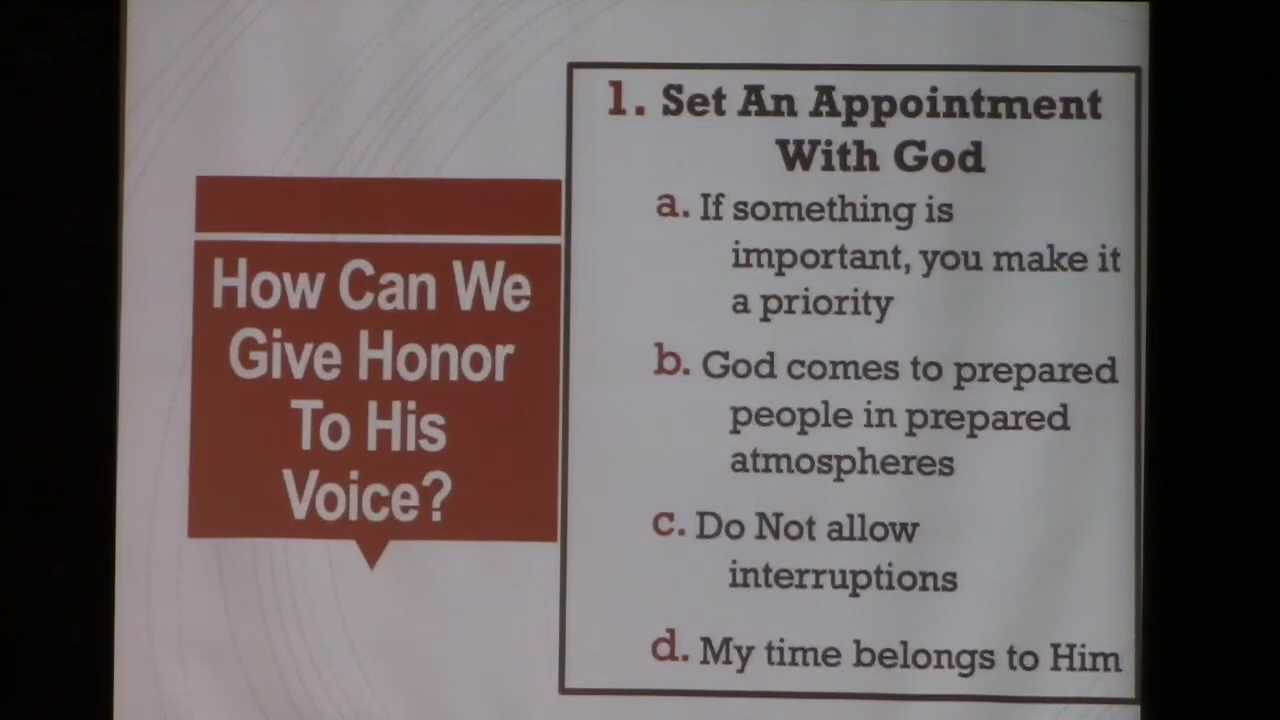 How Can We
Give Honor
To His
Voice?
1. Set An Appointment
With God
a. If something is
important, you make it
a priority
b. God comes to prepared
people in prepared
atmospheres
c. Do Not allow
interruptions
d. My time belongs to Him